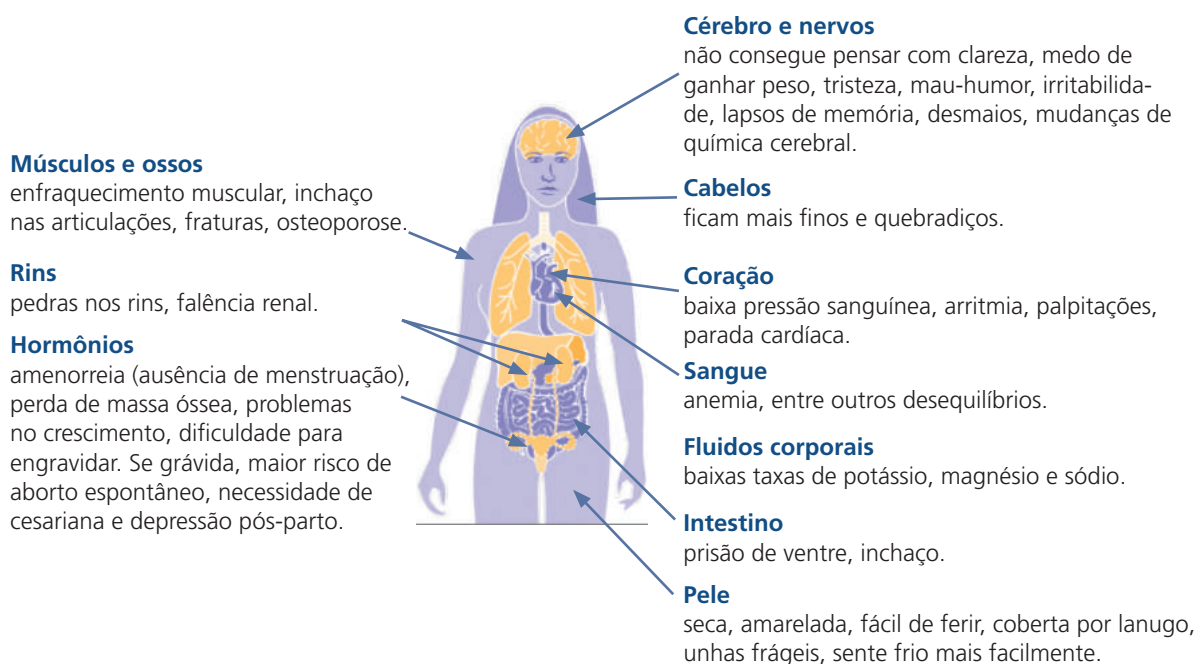 Cérebro e nervos
não consegue pensar com clareza, medo de
ganhar peso, tristeza, mau-humor, irritabilida-
de, lapsos de memória, desmaios, mudanças de
química cerebral.
Músculos e ossos
enfraquecimento muscular, inchaço
nas articulações, fraturas, osteoporose.
Cabelos
ficam mais finos e quebradiços.
Rins
pedras nos rins, falência renal.
Coração
baixa pressão sanguínea, arritmia, palpitações,
parada cardíaca.
Hormônios
amenorreia (ausência de menstruação),
perda de massa óssea, problemas
no crescimento, dificuldade para
engravidar. Se grávida, maior risco de
aborto espontâneo, necessidade de
cesariana e depressão pós-parto.
Sangue
anemia, entre outros desequilíbrios.
Fluidos corporais
baixas taxas de potássio, magnésio e sódio.
Intestino
prisão de ventre, inchaço.
Pele
seca, amarelada, fácil de ferir, coberta por lanugo,
unhas frágeis, sente frio mais facilmente.